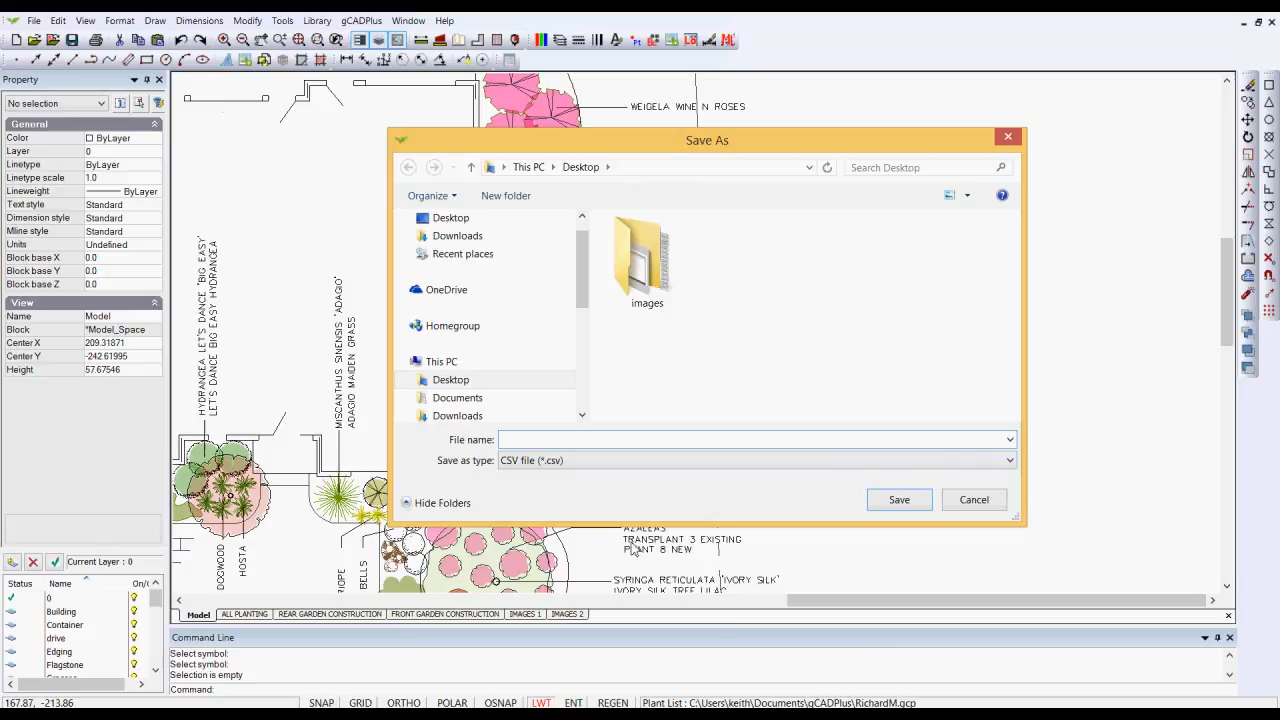 File Edit View Format Draw Dimensions Modify Tools Library gCADPlus Window Help
Property
No selection
General
Color ByLayer
Layer 0
Linetype ByLayer
Linetype scale 1.0
Lineweight ByLayer
Text style Standard
Dimension style Standard
Mline style Standard
Units Undefined
Block base X 0.0
Block base Y 0.0
Block base Z 0.0
View
Name Model
Block *Model_Space
Center X 209.31871
Center Y -242.61995
Height 57.67546
Current Layer : 0
Status Name On/(
0
Building
Container
drive
Edging
Flagstone
WEIGELA WINE N ROSES
HYDRANGEA LET'S DANCE 'BIG EASY'
LET'S DANCE BIG EASY HYDRANGEA
MISCANTHUS SINENSIS 'ADAGIO'
ADAGIO MAIDEN GRASS
DOGWOOD
HOSTA
BELLS
AZALEAS
TRANSPLANT 3 EXISTING
PLANT 8 NEW
SYRINGA RETICULATA 'IVORY SILK'
IVORY SILK TREE LILAC
Save As
This PC Desktop
Search Desktop
Organize New folder
Desktop
Downloads
Recent places
OneDrive
Homegroup
This PC
Desktop
Documents
Downloads
images
File name:
Save as type: CSV file (*.csv)
Hide Folders
Save Cancel
Model ALL PLANTING REAR GARDEN CONSTRUCTION FRONT GARDEN CONSTRUCTION IMAGES 1 IMAGES 2
Command Line
Select symbol:
Select symbol:
Selection is empty
Command:
167.87, -213.86 SNAP GRID ORTHO POLAR OSNAP LWT ENT REGEN Plant List : C:\Users\keith\Documents\gCADPlus\RichardM.gcp